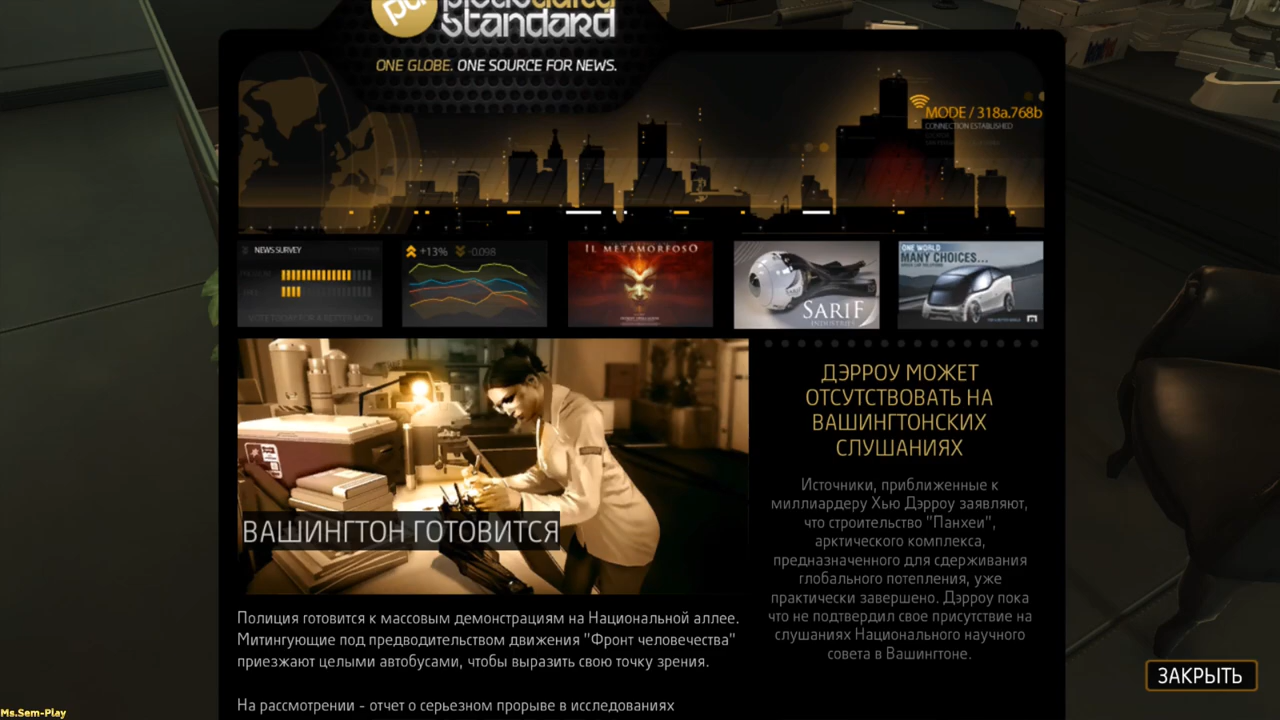 standard
ONE GLOBE. ONE SOURCE FOR NEWS.
MODE / 318a.768b
CONNECTION ESTABLISHED
NEWS SURVEY
+13%
-0.098
IL METAMORFOSO
SARIF
INDUSTRIES
ONE WORLD
MANY CHOICES...
ВАШИНГТОН ГОТОВИТСЯ
Полиция готовится к массовым демонстрациям на Национальной аллее.
Митингующие под предводительством движения "Фронт человечества"
приезжают целыми автобусами, чтобы выразить свою точку зрения.
На рассмотрении - отчет о серьезном прорыве в исследованиях
ДЭРРОУ МОЖЕТ
ОТСУТСТВОВАТЬ НА
ВАШИНГТОНСКИХ
СЛУШАНИЯХ
Источники, приближенные к
миллиардеру Хью Дэрроу заявляют,
что строительство "Панхеи",
арктического комплекса,
предназначенного для сдерживания
глобального потепления, уже
практически завершено. Дэрроу пока
что не подтвердил свое присутствие на
слушаниях Национального научного
совета в Вашингтоне.
ЗАКРЫТЬ
Ms.Sem-Play